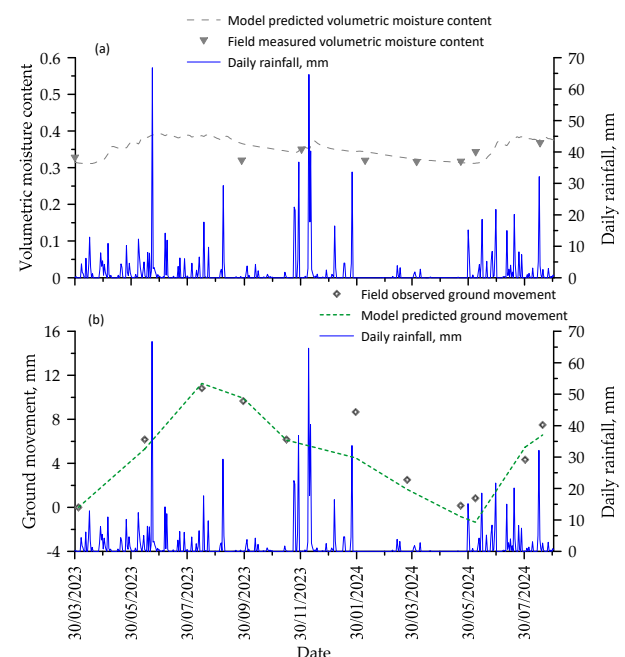 Model predicted volumetric moisture content
Field measured volumetric moisture content
Daily rainfall, mm
(a)
Volumetric moisture content
0.6
0.5
0.4
0.3
0.2
0.1
0
70
60
50
40
30
20
10
0
Daily rainfall, mm
Field observed ground movement
Model predicted ground movement
Daily rainfall, mm
(b)
Ground movement, mm
16
12
8
4
0
-4
70
60
50
40
30
20
10
0
Daily rainfall, mm
30/03/2023
30/05/2023
30/07/2023
30/09/2023
30/11/2023
30/01/2024
30/03/2024
30/05/2024
30/07/2024
Date